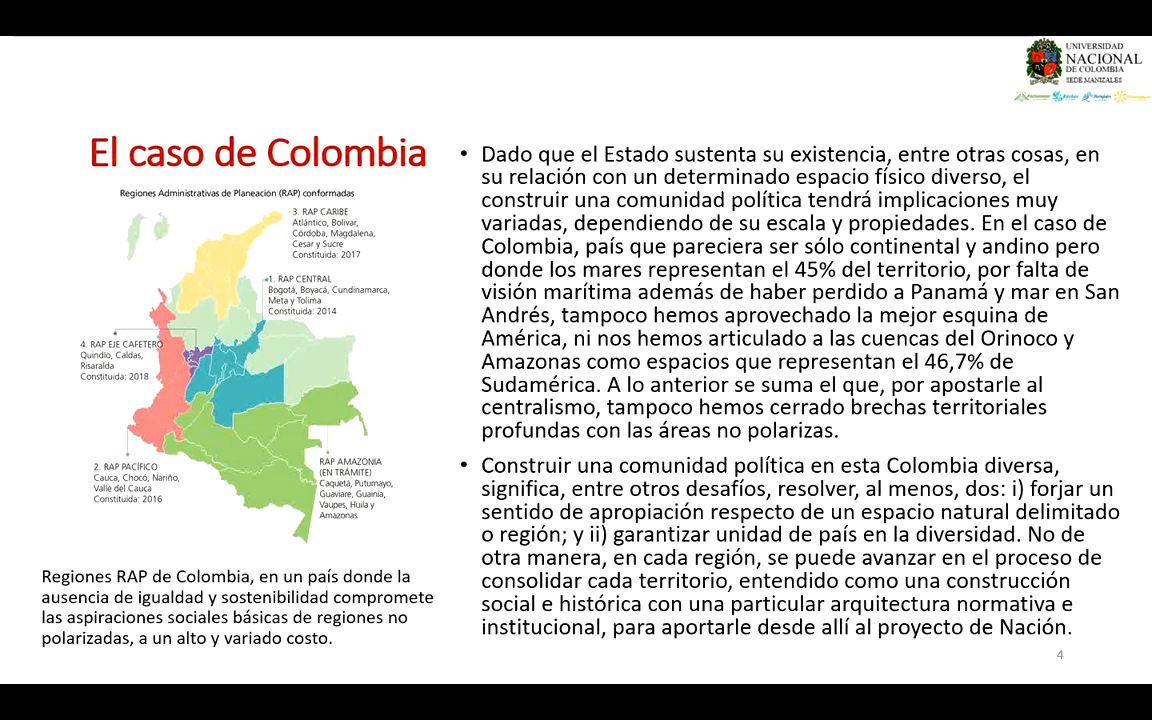 UNIVERSIDAD
NACIONAL
DE COLOMBIA
SEDE MANIZALES
El caso de Colombia
Regiones Administrativas de Planeación (RAP) conformadas
3. RAP CARIBE
Atlántico, Bolivar,
Córdoba, Magdalena,
Cesar y Sucre
Constituida: 2017
1. RAP CENTRAL
Bogotá, Boyacá, Cundinamarca,
Meta y Tolima
Constituida: 2014
4. RAP EJE CAFETERO
Quindío, Caldas,
Risaralda
Constituida: 2018
2. RAP PACÍFICO
Cauca, Chocó, Nariño,
Valle del Cauca
Constituida: 2016
RAP AMAZONIA
(EN TRÁMITE)
Caquetá, Putumayo,
Guaviare, Guainía,
Vaupes, Huila y
Amazonas
Regiones RAP de Colombia, en un país donde la
ausencia de igualdad y sostenibilidad compromete
las aspiraciones sociales básicas de regiones no
polarizadas, a un alto y variado costo.
• Dado que el Estado sustenta su existencia, entre otras cosas, en
su relación con un determinado espacio físico diverso, el
construir una comunidad política tendrá implicaciones muy
variadas, dependiendo de su escala y propiedades. En el caso de
Colombia, país que pareciera ser sólo continental y andino pero
donde los mares representan el 45% del territorio, por falta de
visión marítima además de haber perdido a Panamá y mar en San
Andrés, tampoco hemos aprovechado la mejor esquina de
América, ni nos hemos articulado a las cuencas del Orinoco y
Amazonas como espacios que representan el 46,7% de
Sudamérica. A lo anterior se suma el que, por apostarle al
centralismo, tampoco hemos cerrado brechas territoriales
profundas con las áreas no polarizas.
• Construir una comunidad política en esta Colombia diversa,
significa, entre otros desafíos, resolver, al menos, dos: i) forjar un
sentido de apropiación respecto de un espacio natural delimitado
o región; y ii) garantizar unidad de país en la diversidad. No de
otra manera, en cada región, se puede avanzar en el proceso de
consolidar cada territorio, entendido como una construcción
social e histórica con una particular arquitectura normativa e
institucional, para aportarle desde allí al proyecto de Nación.
4